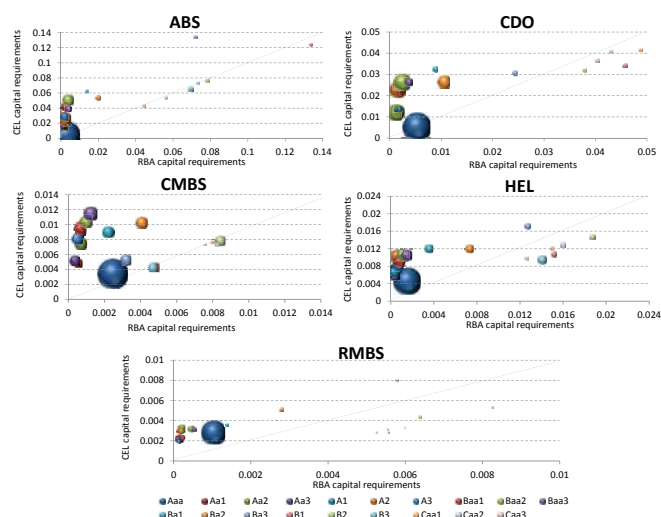 ABS
CEL capital requirements
0.14
0.12
0.10
0.08
0.06
0.04
0.02
0
0 0.02 0.04 0.06 0.08 0.10 0.12 0.14
RBA capital requirements
CDO
CEL capital requirements
0.05
0.04
0.03
0.02
0.01
0
0 0.01 0.02 0.03 0.04 0.05
RBA capital requirements
CMBS
CEL capital requirements
0.014
0.012
0.01
0.008
0.006
0.004
0.002
0
0 0.002 0.004 0.006 0.008 0.01 0.012 0.014
RBA capital requirements
HEL
CEL capital requirements
0.024
0.020
0.016
0.012
0.008
0.004
0
0 0.004 0.008 0.012 0.016 0.02 0.024
RBA capital requirements
RMBS
CEL capital requirements
0.01
0.008
0.006
0.004
0.002
0
0 0.002 0.004 0.006 0.008 0.01
RBA capital requirements
Aaa Aa1 Aa2 Aa3 A1 A2 A3 Baa1 Baa2 Baa3
Ba1 Ba2 Ba3 B1 B2 B3 Caa1 Caa2 Caa3